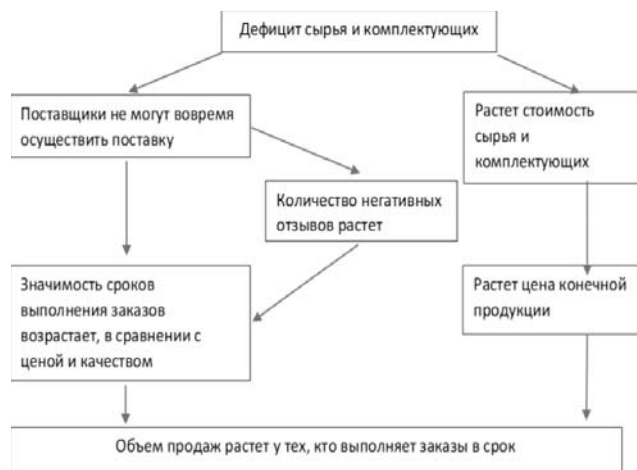 Дефицит сырья и комплектующих
Поставщики не могут вовремя
осуществить поставку
Растет стоимость
сырья и
комплектующих
Количество негативных
отзывов растет
Значимость сроков
выполнения заказов
возрастает, в сравнении с
ценой и качеством
Растет цена конечной
продукции
Объем продаж растет у тех, кто выполняет заказы в срок